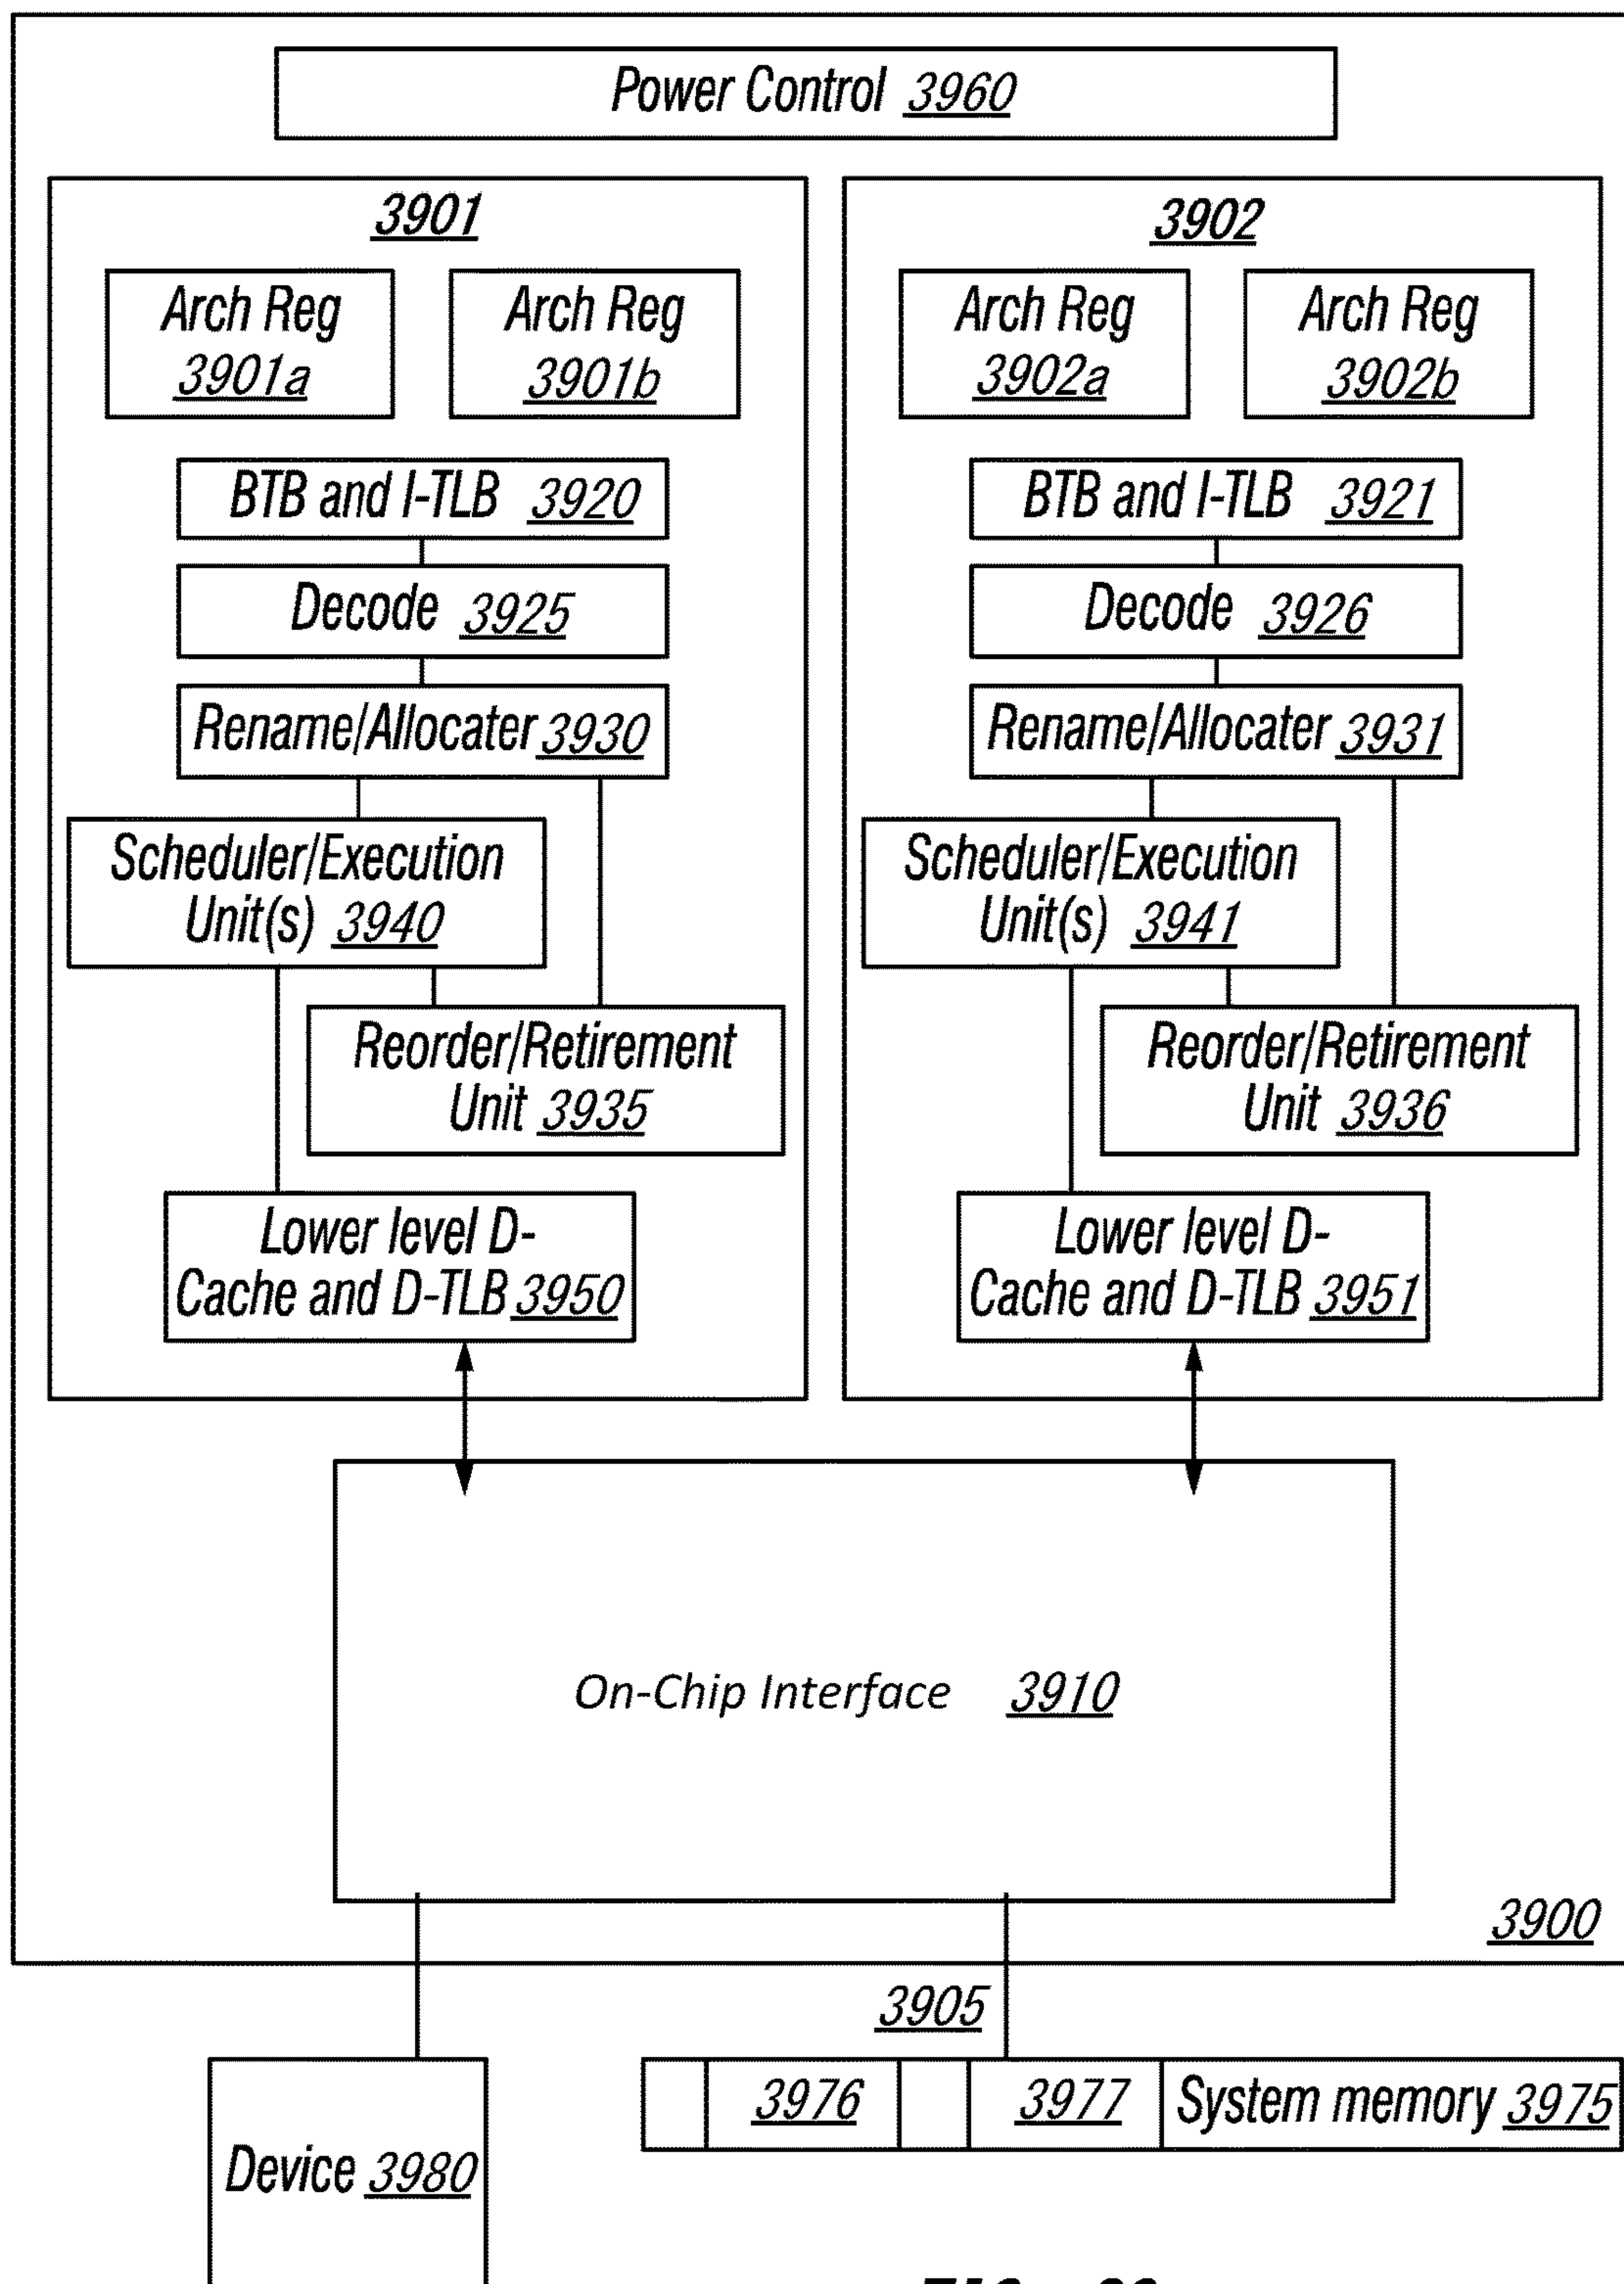 Power Control 3960
3901
Arch Reg
3901a
Arch Reg
3901b
BTB and I-TLB 3920
Decode 3925
Rename/Allocater 3930
Scheduler/Execution
Unit(s) 3940
Reorder/Retirement
Unit 3935
Lower level D-
Cache and D-TLB 3950
3902
Arch Reg
3902a
Arch Reg
3902b
BTB and I-TLB 3921
Decode 3926
Rename/Allocater 3931
Scheduler/Execution
Unit(s) 3941
Reorder/Retirement
Unit 3936
Lower level D-
Cache and D-TLB 3951
On-Chip Interface 3910
3900
3905
3976
3977
System memory 3975
Device 3980